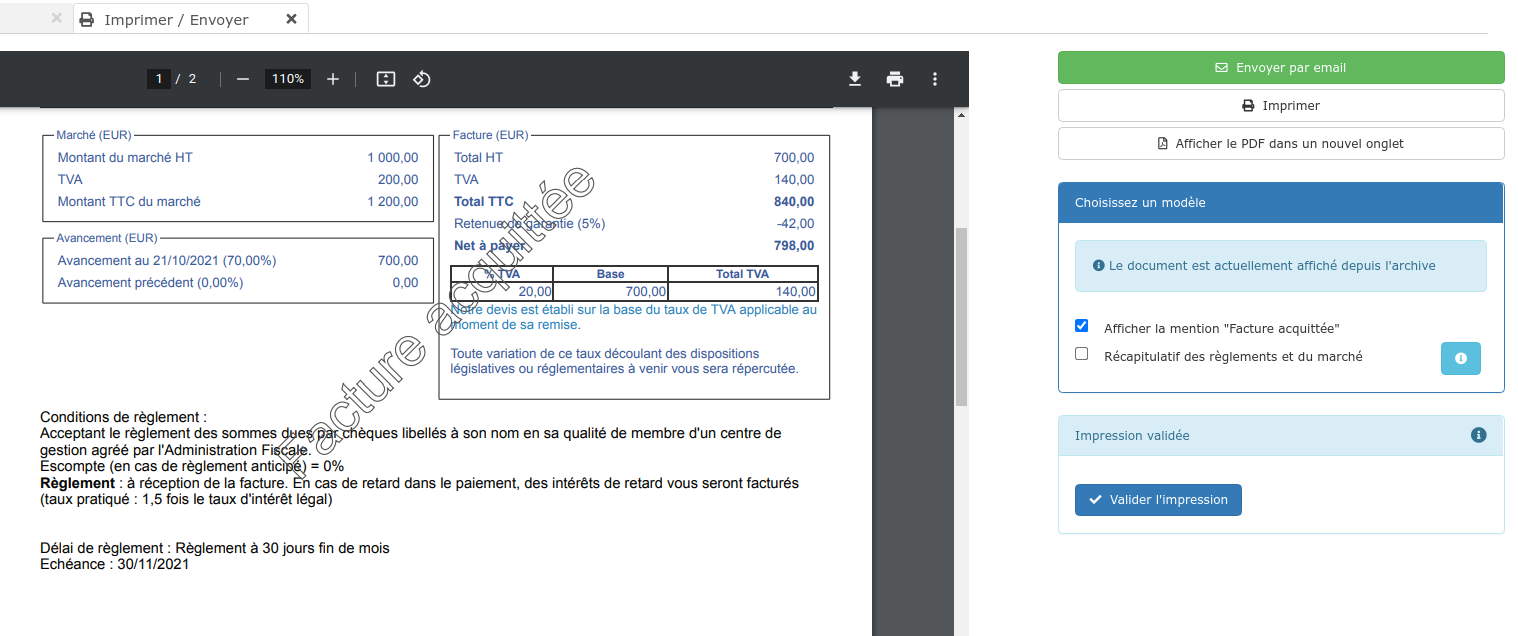 Imprimer / Envoyer
1 / 2
110%
Envoyer par email
Imprimer
Afficher le PDF dans un nouvel onglet
Marché (EUR)
Montant du marché HT 1 000,00
TVA 200,00
Montant TTC du marché 1 200,00
Avancement (EUR)
Avancement au 21/10/2021 (70,00%) 700,00
Avancement précédent (0,00%) 0,00
Facture (EUR)
Total HT 700,00
TVA 140,00
Total TTC 840,00
Retenue de garantie (5%) -42,00
Net à payer 798,00
% TVA Base Total TVA
20,00 700,00 140,00
Notre devis est établi sur la base du taux de TVA applicable au
moment de sa remise.
Toute variation de ce taux découlant des dispositions
législatives ou réglementaires à venir vous sera répercutée.
Facture acquittée
Conditions de règlement :
Acceptant le règlement des sommes dues par chèques libellés à son nom en sa qualité de membre d'un centre de
gestion agréé par l'Administration Fiscale.
Escompte (en cas de règlement anticipé) = 0%
Règlement : à réception de la facture. En cas de retard dans le paiement, des intérêts de retard vous seront facturés
(taux pratiqué : 1,5 fois le taux d'intérêt légal)
Délai de règlement : Règlement à 30 jours fin de mois
Echéance : 30/11/2021
Choisissez un modèle
Le document est actuellement affiché depuis l'archive
Afficher la mention "Facture acquittée"
Récapitulatif des règlements et du marché
Impression validée
Valider l'impression